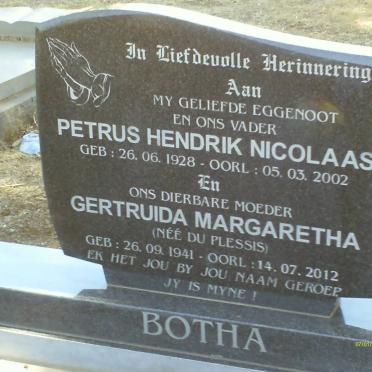 In Liefdevolle Herinnering
Aan
MY GELIEFDE EGGENOOT
EN ONS VADER
PETRUS HENDRIK NICOLAAS
GEB : 26. 06. 1928 - OORL : 05. 03. 2002
En
ONS DIERBARE MOEDER
GERTRUIDA MARGARETHA
(NÉÉ DU PLESSIS)
GEB : 26. 09. 1941 - OORL : 14. 07. 2012
EK HET JOU BY JOU NAAM GEROEP
JY IS MYNE !
BOTHA